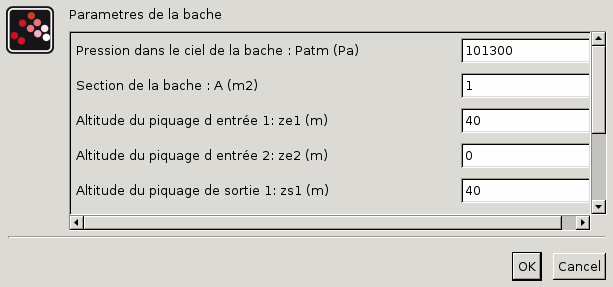 Parametres de la bache
Pression dans le ciel de la bache : Patm (Pa) 101300
Section de la bache : A (m2) 1
Altitude du piquage d entrée 1: ze1 (m) 40
Altitude du piquage d entrée 2: ze2 (m) 0
Altitude du piquage de sortie 1: zs1 (m) 40
OK Cancel